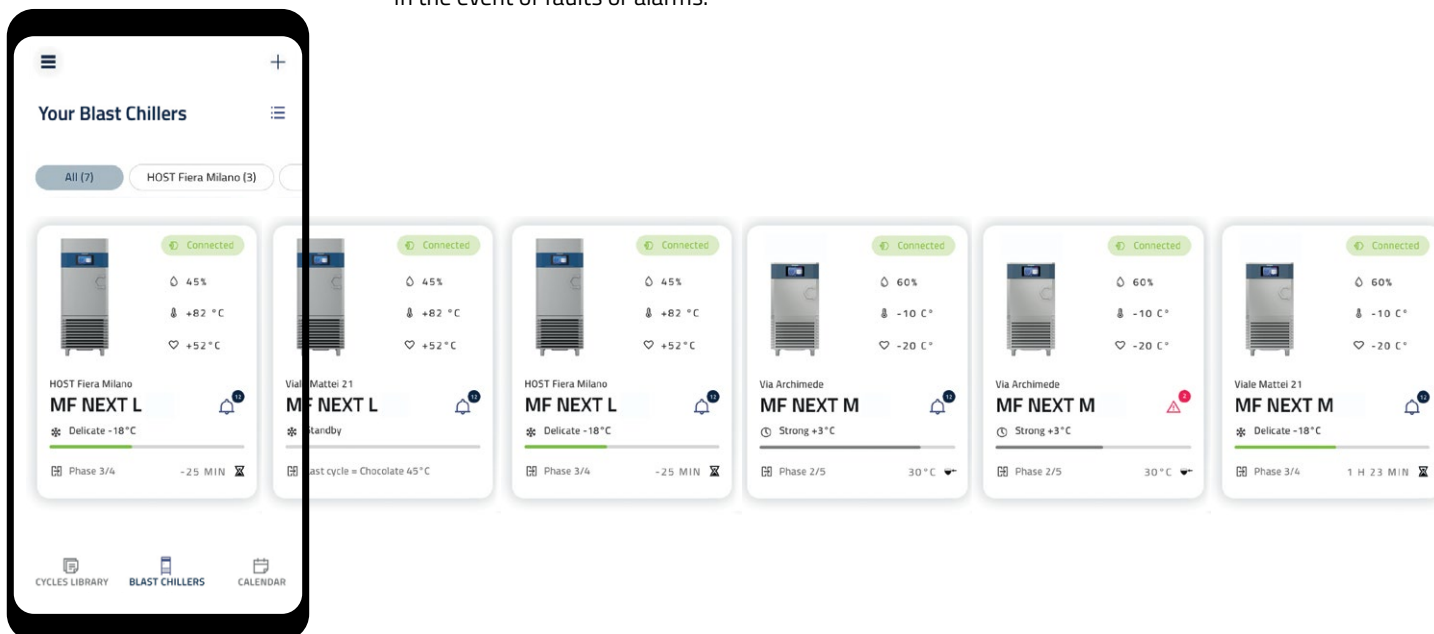 in the event of faults or alarms.
Your Blast Chillers
All (7)
HOST Fiera Milano (3)
Connected
45%
+82 °C
+52°C
HOST Fiera Milano
MF NEXT L
12
Delicate -18°C
Phase 3/4
-25 MIN
Connected
45%
+82 °C
+52°C
Viale Mattei 21
MF NEXT L
12
Standby
Last cycle = Chocolate 45°C
Connected
45%
+82 °C
+52°C
HOST Fiera Milano
MF NEXT L
12
Delicate -18°C
Phase 3/4
-25 MIN
Connected
60%
-10 C°
-20 C°
Via Archimede
MF NEXT M
12
Strong +3°C
Phase 2/5
30°C
Connected
60%
-10 C°
-20 C°
Via Archimede
MF NEXT M
2
Strong +3°C
Phase 2/5
30°C
Connected
60%
-10 C°
-20 C°
Viale Mattei 21
MF NEXT M
12
Delicate -18°C
Phase 3/4
1 H 23 MIN
CYCLES LIBRARY
BLAST CHILLERS
CALENDAR